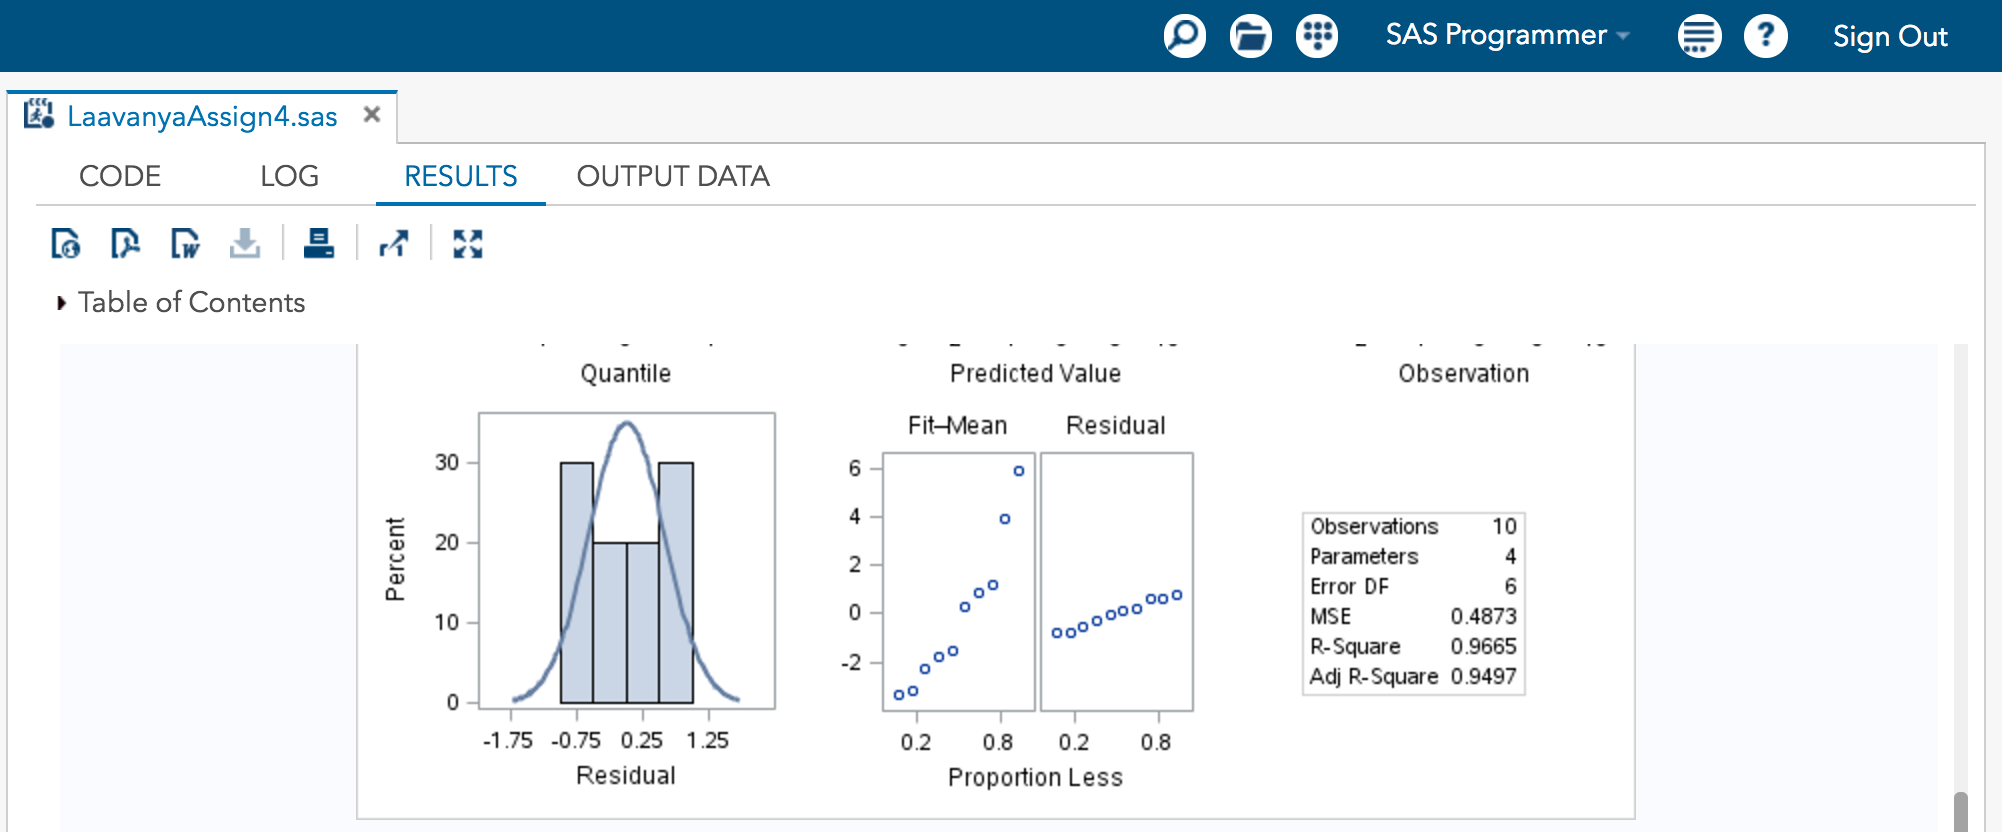 SAS Programmer
? Sign Out
LaavanyaAssign4.sas
CODE LOG RESULTS OUTPUT DATA
Table of Contents
Quantile
Predicted Value
Observation
Percent
30
20
10
0
-1.75 -0.75 0.25 1.25
Residual
Fit–Mean Residual
6
4
2
0
-2
0.2 0.8 0.2 0.8
Proportion Less
Observations 10
Parameters 4
Error DF 6
MSE 0.4873
R-Square 0.9665
Adj R-Square 0.9497